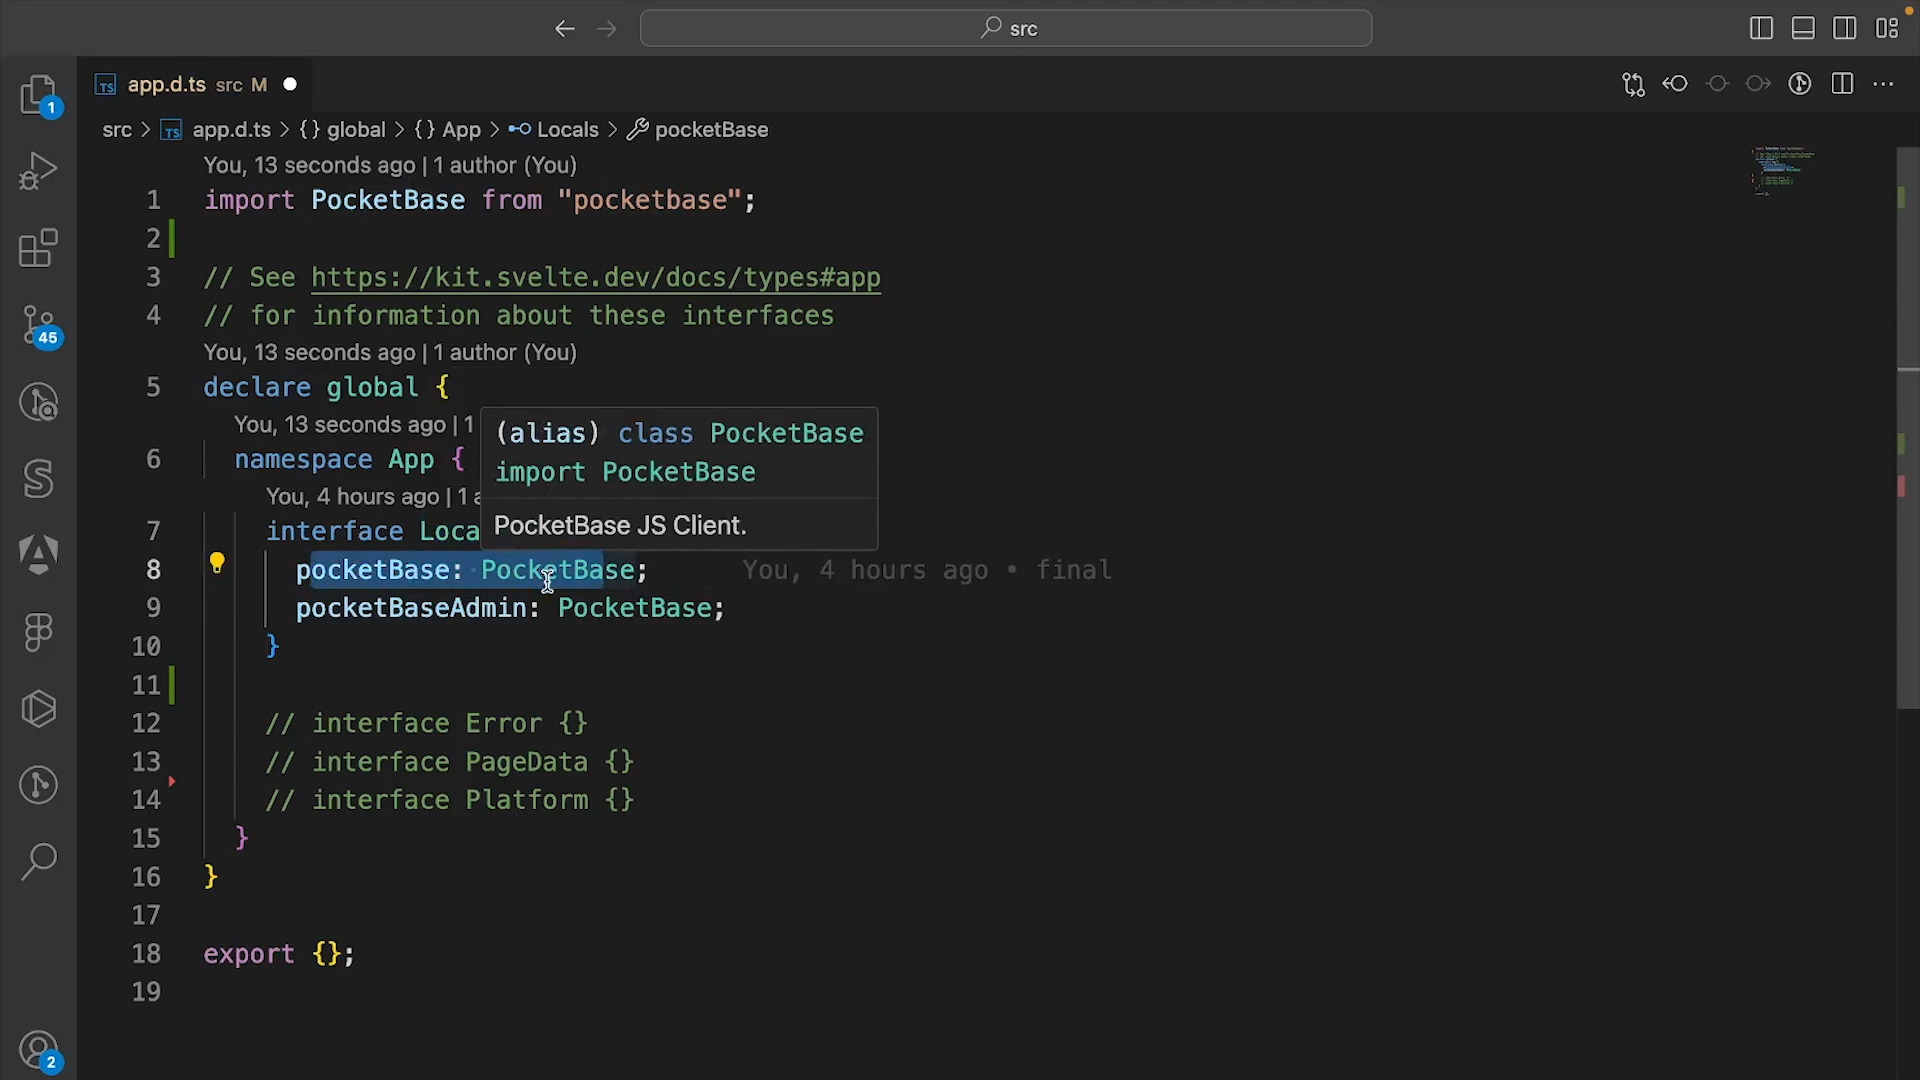 src
TS app.d.ts src M
src > TS app.d.ts > {} global > {} App > Locals > pocketBase
You, 13 seconds ago | 1 author (You)
1 import PocketBase from "pocketbase";
2
3 // See https://kit.svelte.dev/docs/types#app
4 // for information about these interfaces
You, 13 seconds ago | 1 author (You)
5 declare global {
You, 13 seconds ago | 1
(alias) class PocketBase
6 namespace App {
import PocketBase
You, 4 hours ago | 1 a
PocketBase JS Client.
7 interface Loca
8 pocketBase: PocketBase; You, 4 hours ago • final
9 pocketBaseAdmin: PocketBase;
10 }
11
12 // interface Error {}
13 // interface PageData {}
14 // interface Platform {}
15 }
16 }
17
18 export {};
19
1
45
2